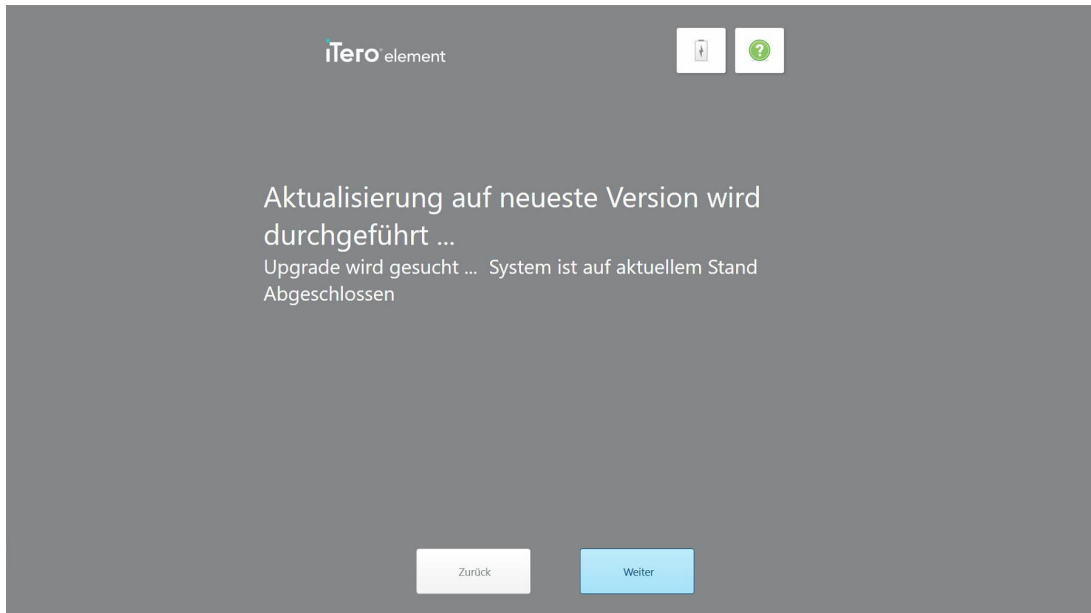 iTero element
Aktualisierung auf neueste Version wird
durchgeführt ...
Upgrade wird gesucht ... System ist auf aktuellem Stand
Abgeschlossen
Zurück
Weiter